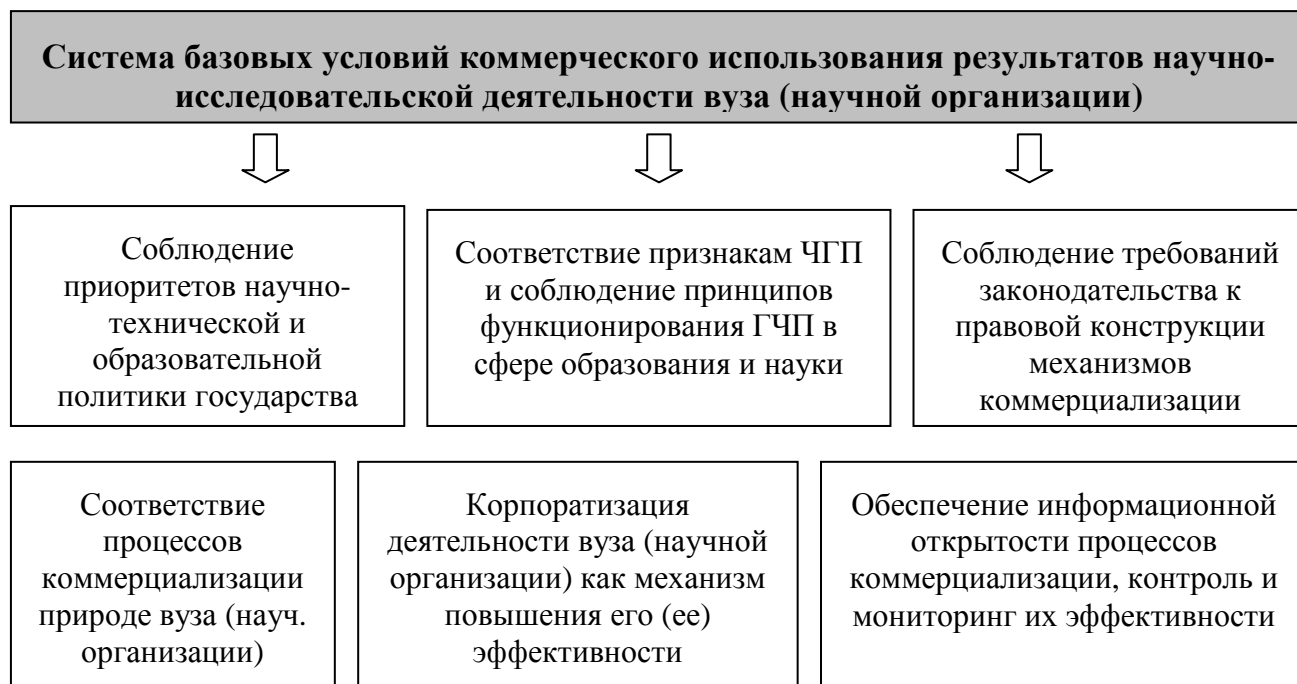 Система базовых условий коммерческого использования результатов научно-
исследовательской деятельности вуза (научной организации)
Соблюдение
приоритетов научно-
технической и
образовательной
политики государства
Соответствие признакам ЧГП
и соблюдение принципов
функционирования ГЧП в
сфере образования и науки
Соблюдение требований
законодательства к
правовой конструкции
механизмов
коммерциализации
Соответствие
процессов
коммерциализации
природе вуза (науч.
организации)
Корпоратизация
деятельности вуза (научной
организации) как механизм
повышения его (ее)
эффективности
Обеспечение информационной
открытости процессов
коммерциализации, контроль и
мониторинг их эффективности